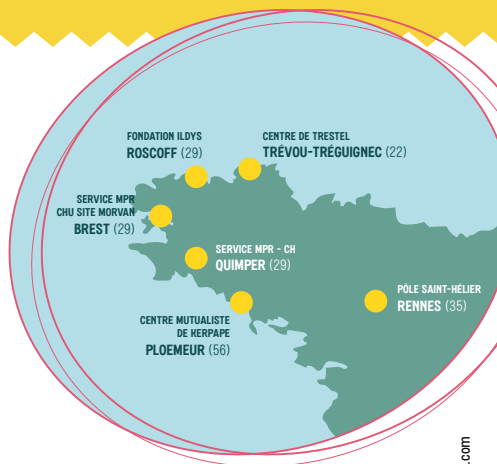 FONDATION ILDYS
ROSCOFF (29)
CENTRE DE TRESTEL
TRÉVOU-TRÉGUIGNEC (22)
SERVICE MPR
CHU SITE MORVAN
BREST (29)
SERVICE MPR - CH
QUIMPER (29)
PÔLE SAINT-HÉLIER
RENNES (35)
CENTRE MUTUALISTE
DE KERPAPE
PLOEMEUR (56)
.com